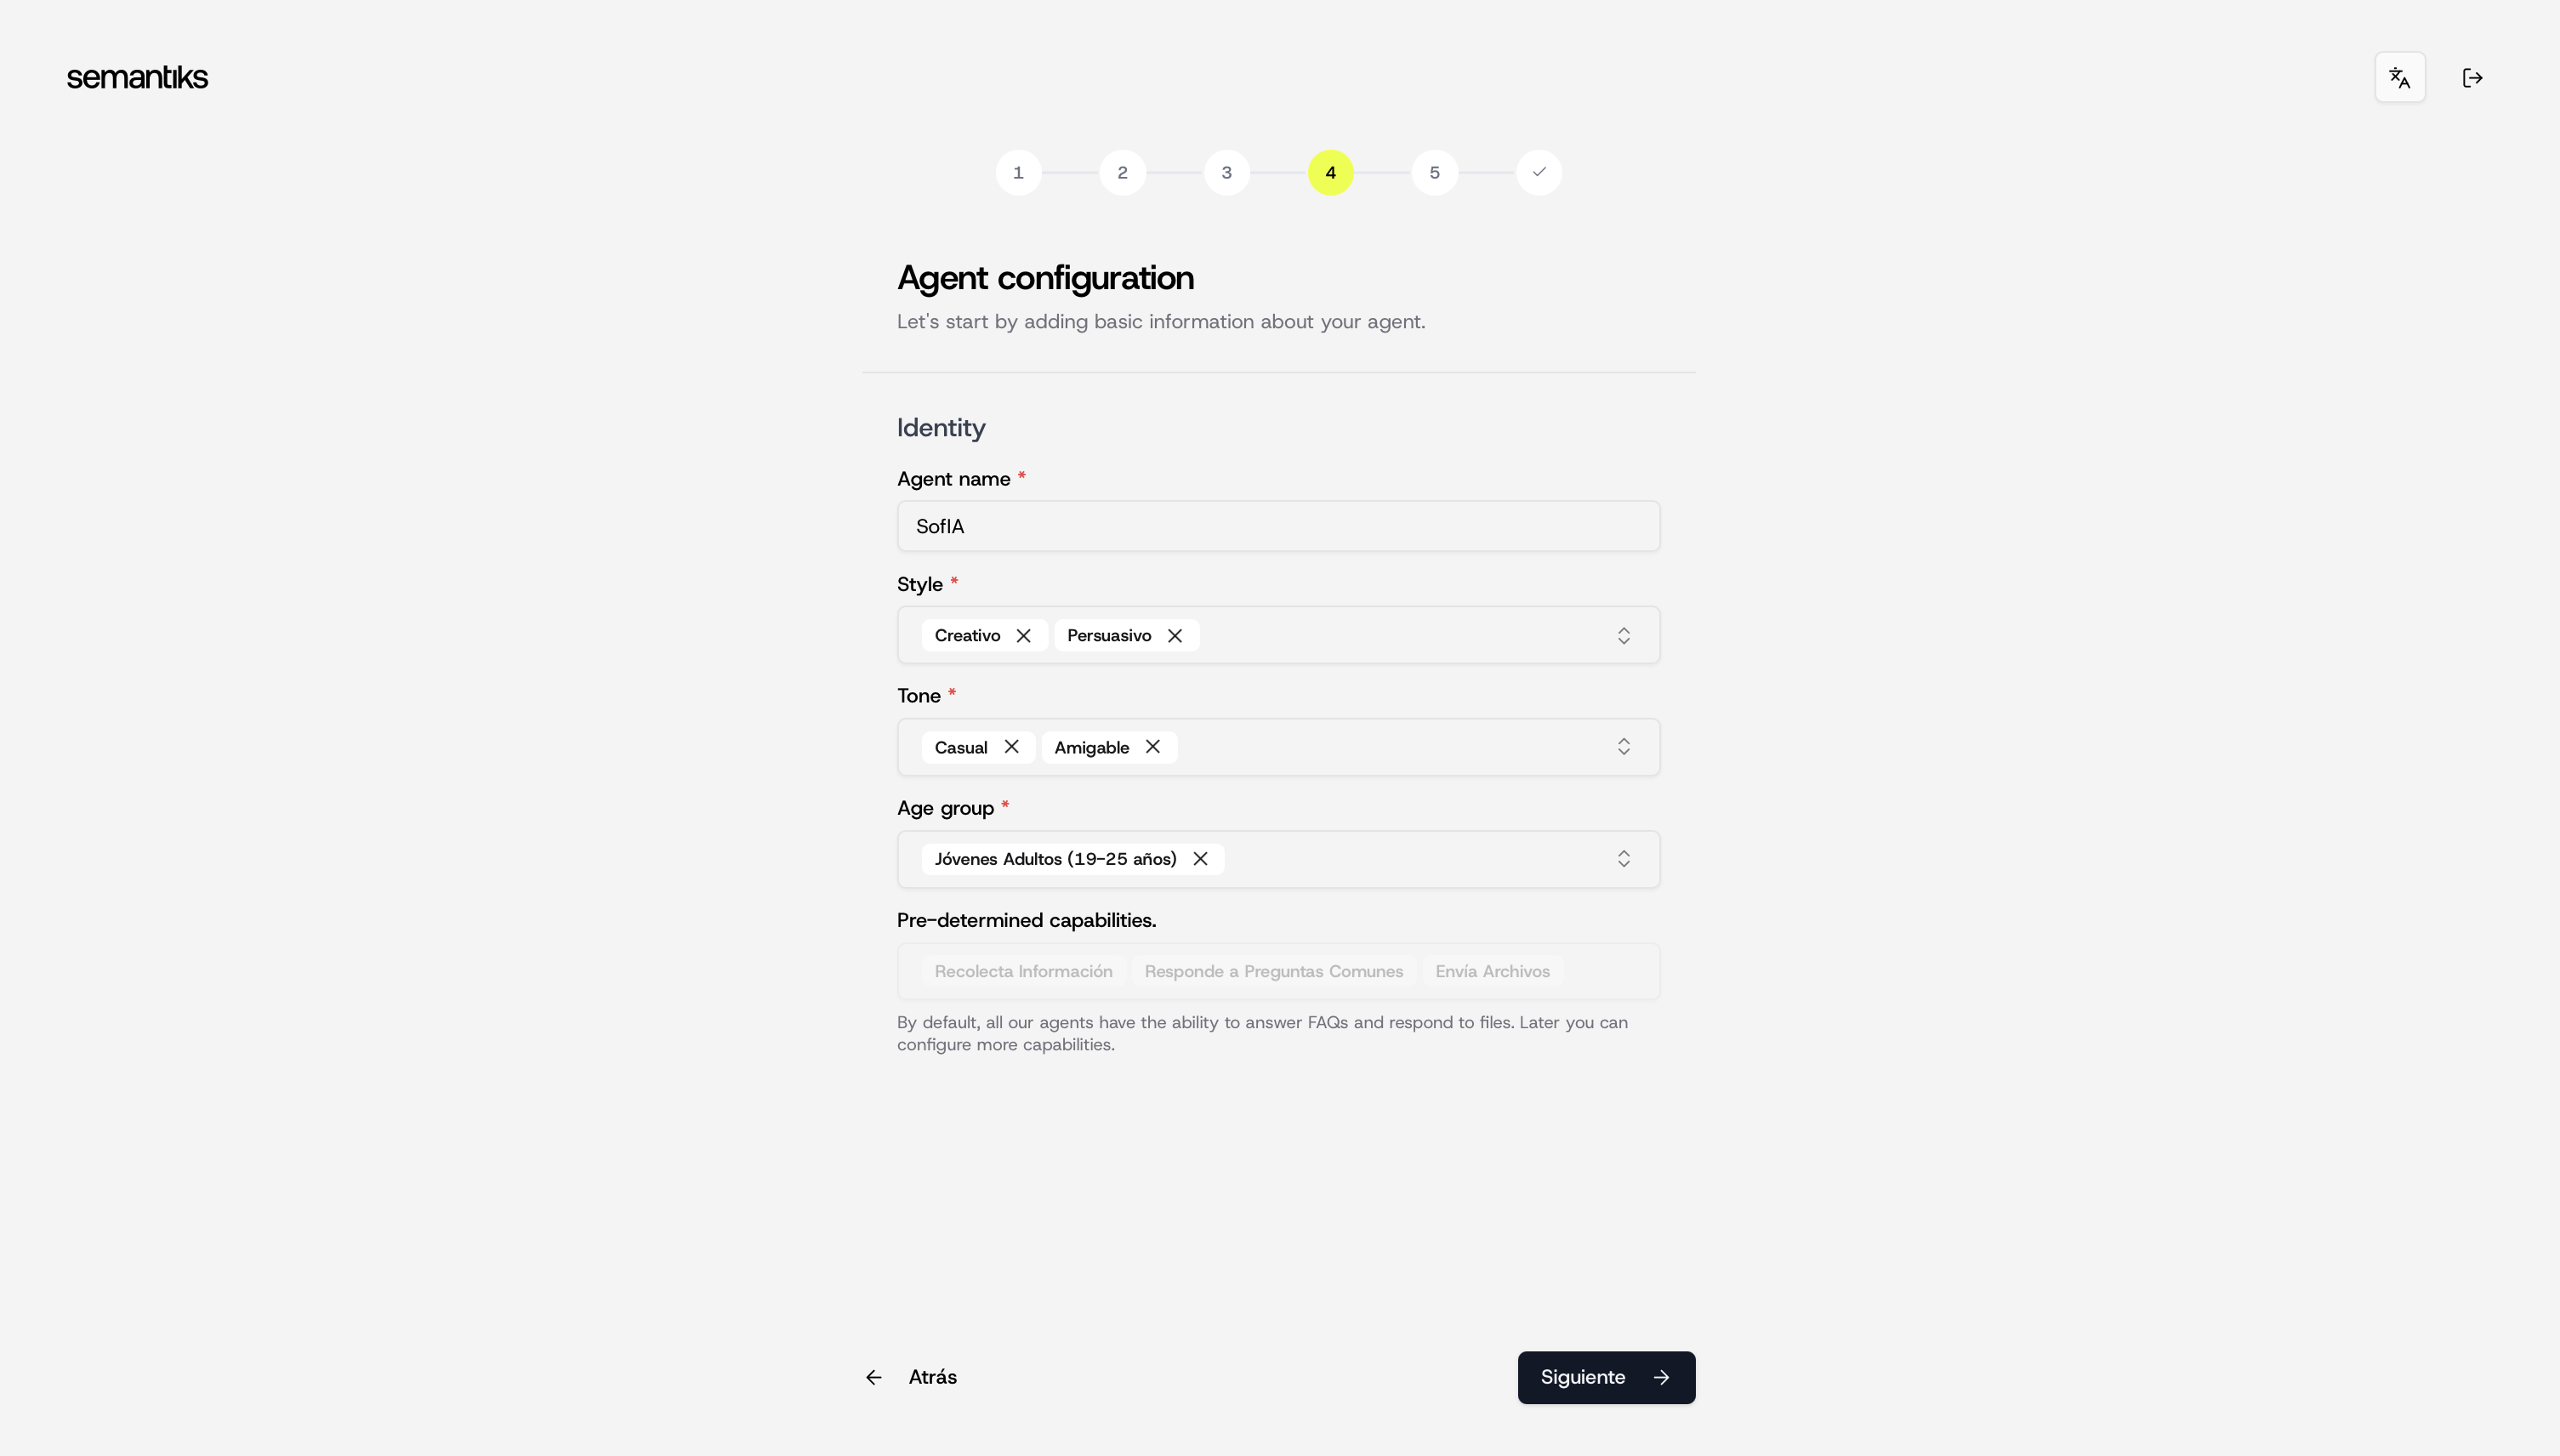 semantiks
1
2
3
4
5
Agent configuration
Let's start by adding basic information about your agent.
Identity
Agent name *
SofIA
Style *
Creativo
Persuasivo
Tone *
Casual
Amigable
Age group *
Jóvenes Adultos (19-25 años)
Pre-determined capabilities.
Recolecta Información
Responde a Preguntas Comunes
Envía Archivos
By default, all our agents have the ability to answer FAQs and respond to files. Later you can
configure more capabilities.
Atrás
Siguiente